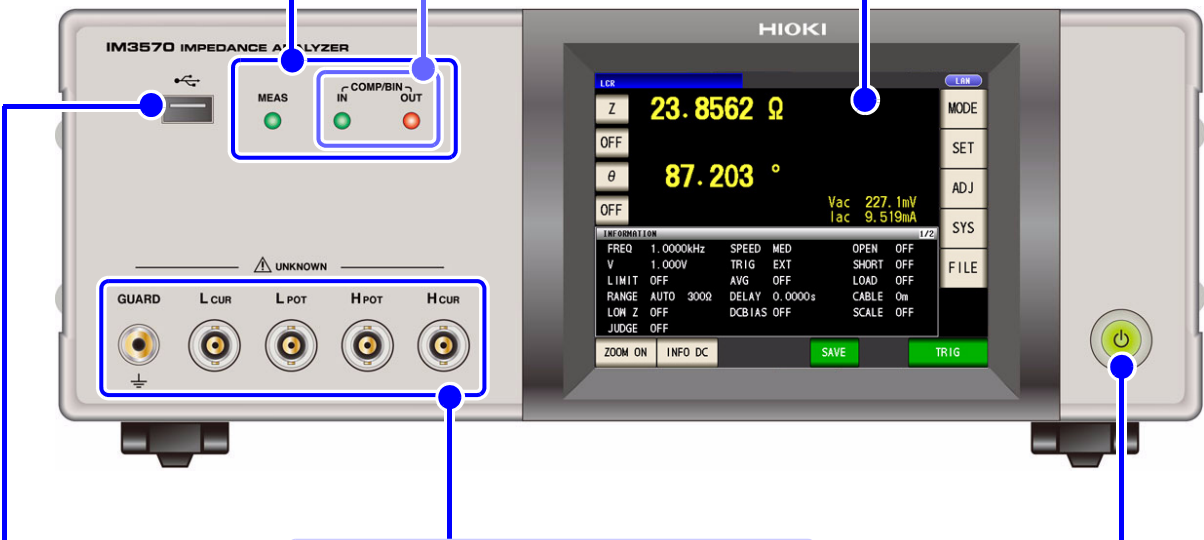 HIOKI
IM3570 IMPEDANCE ANALYZER
MEAS
COMP/BIN
IN OUT
UNKNOWN
GUARD L CUR L POT H POT H CUR
LCR LAN
Z 23.8562 Ω MODE
OFF SET
θ 87.203 ° ADJ
OFF Vac 227.1mV
Iac 9.519mA SYS
INFORMATION 1/2
FREQ 1.0000kHz SPEED MED OPEN OFF
V 1.000V TRIG EXT SHORT OFF FILE
LIMIT OFF AVG OFF LOAD OFF
RANGE AUTO 300Ω DELAY 0.0000s CABLE 0m
LOW Z OFF DCBIAS OFF SCALE OFF
JUDGE OFF
ZOOM ON INFO DC SAVE TRIG